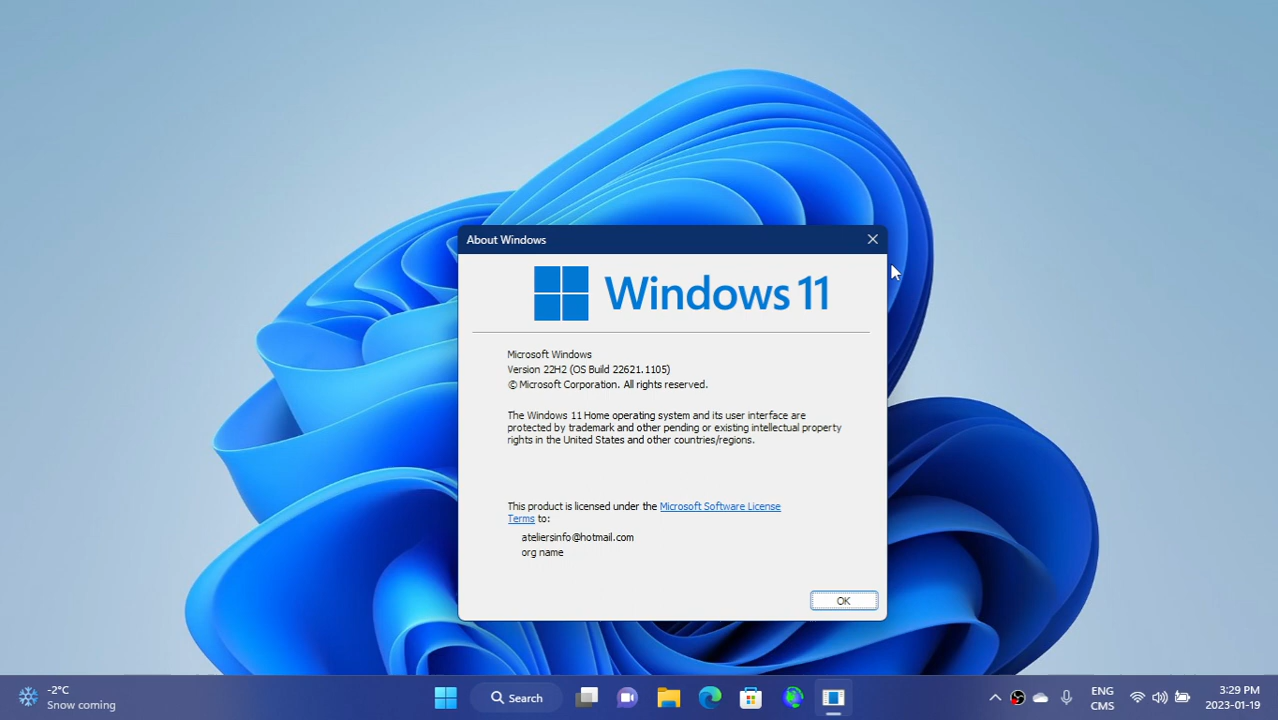 About Windows
Windows 11
Microsoft Windows
Version 22H2 (OS Build 22621.1105)
© Microsoft Corporation. All rights reserved.
The Windows 11 Home operating system and its user interface are
protected by trademark and other pending or existing intellectual property
rights in the United States and other countries/regions.
This product is licensed under the Microsoft Software License
Terms to:
ateliersinfo@hotmail.com
org name
OK
-2°C
Snow coming
Search
ENG
CMS
3:29 PM
2023-01-19